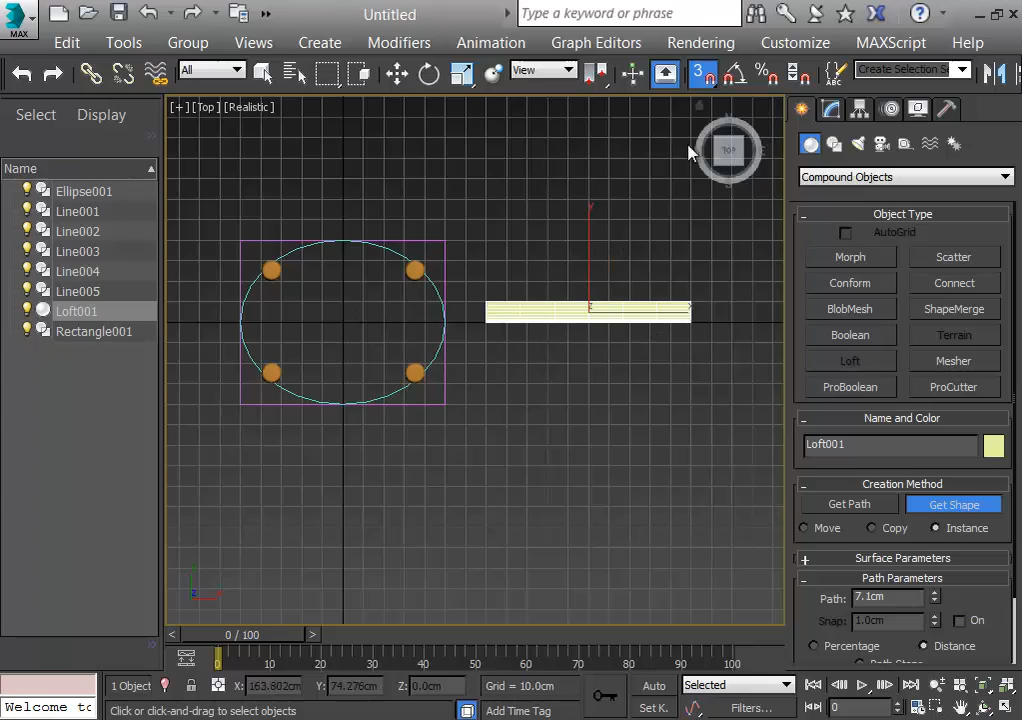 Untitled
Type a keyword or phrase
MAX
Edit Tools Group Views Create Modifiers Animation Graph Editors Rendering Customize MAXScript Help
All
View
3
%
Create Selection Se
Select Display
[+][Top][Realistic]
TOP
Name
Ellipse001
Line001
Line002
Line003
Line004
Line005
Loft001
Rectangle001
Compound Objects
Object Type
AutoGrid
Morph Scatter
Conform Connect
BlobMesh ShapeMerge
Boolean Terrain
Loft Mesher
ProBoolean ProCutter
Name and Color
Loft001
Creation Method
Get Path Get Shape
Move Copy Instance
Surface Parameters
Path Parameters
Path: 7.1cm
Snap: 1.0cm On
Percentage Distance
Path Steps
0 / 100
0 10 20 30 40 50 60 70 80 90 100
1 Object X: 163.802cm Y: 74.276cm Z: 0.0cm Grid = 10.0cm Auto Selected
Welcome to Click or click-and-drag to select objects Add Time Tag Set K. Filters... 0